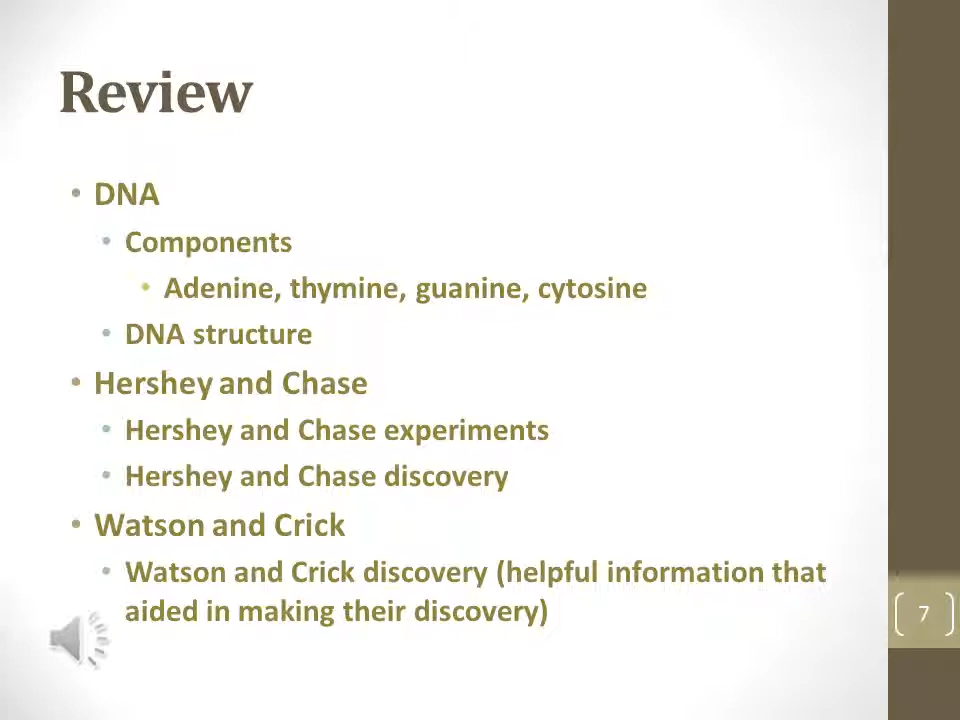 Review
• DNA
• Components
• Adenine, thymine, guanine, cytosine
• DNA structure
• Hershey and Chase
• Hershey and Chase experiments
• Hershey and Chase discovery
• Watson and Crick
• Watson and Crick discovery (helpful information that
aided in making their discovery)
7